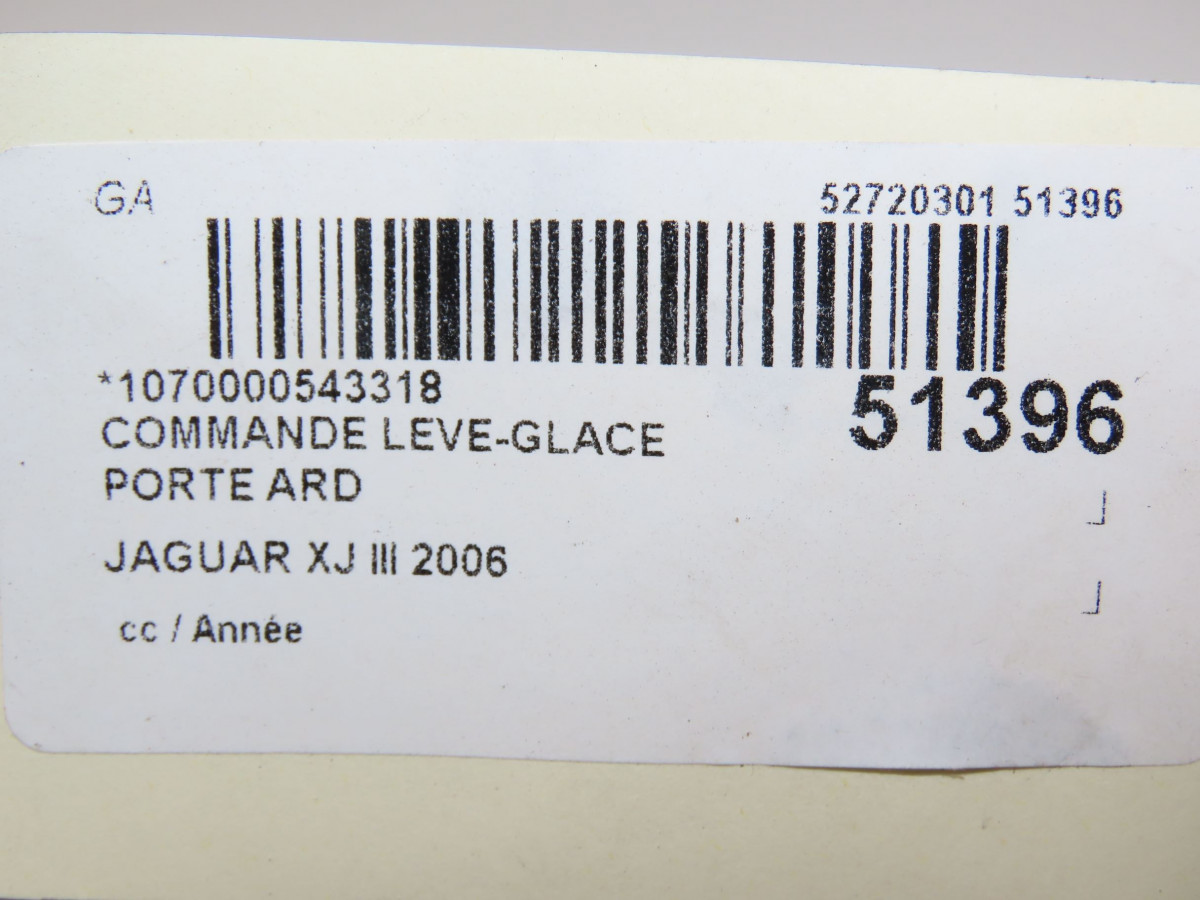 GA
52720301 51396
*1070000543318
51396
COMMANDE LEVE-GLACE
PORTE ARD
JAGUAR XJ III 2006
cc / Année